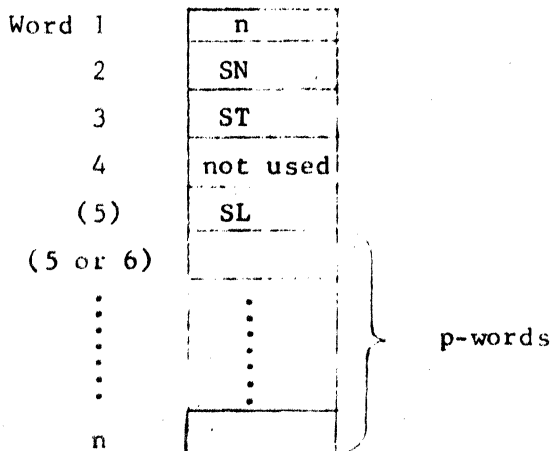 Word 1 n
2 SN
3 ST
4 not used
(5) SL
(5 or 6)
p-words
n